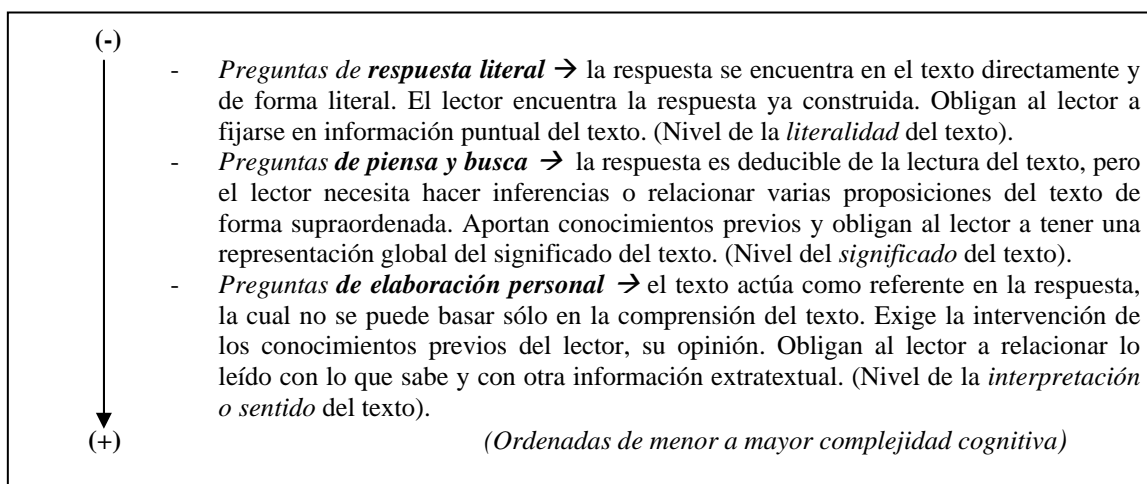 (-)
- Preguntas de respuesta literal → la respuesta se encuentra en el texto directamente y
de forma literal. El lector encuentra la respuesta ya construida. Obligan al lector a
fijarse en información puntual del texto. (Nivel de la literalidad del texto).
- Preguntas de piensa y busca → la respuesta es deducible de la lectura del texto, pero
el lector necesita hacer inferencias o relacionar varias proposiciones del texto de
forma supraordenada. Aportan conocimientos previos y obligan al lector a tener una
representación global del significado del texto. (Nivel del significado del texto).
- Preguntas de elaboración personal → el texto actúa como referente en la respuesta,
la cual no se puede basar sólo en la comprensión del texto. Exige la intervención de
los conocimientos previos del lector, su opinión. Obligan al lector a relacionar lo
leído con lo que sabe y con otra información extratextual. (Nivel de la interpretación
o sentido del texto).
(+) (Ordenadas de menor a mayor complejidad cognitiva)